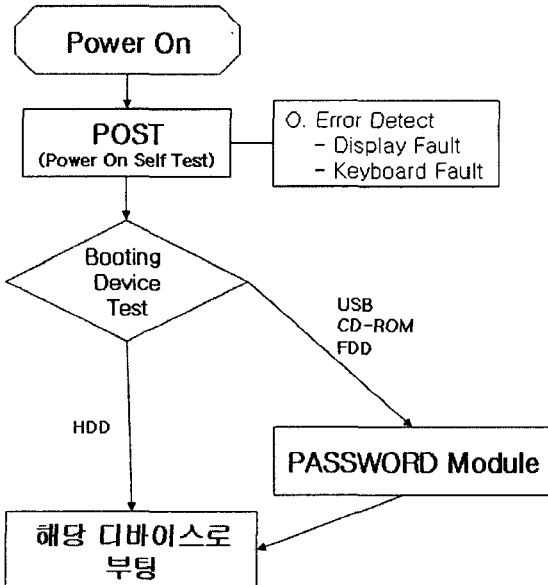 Power On
POST
(Power On Self Test)
O. Error Detect
- Display Fault
- Keyboard Fault
Booting
Device
Test
USB
CD-ROM
FDD
HDD
PASSWORD Module
해당 디바이스로
부팅